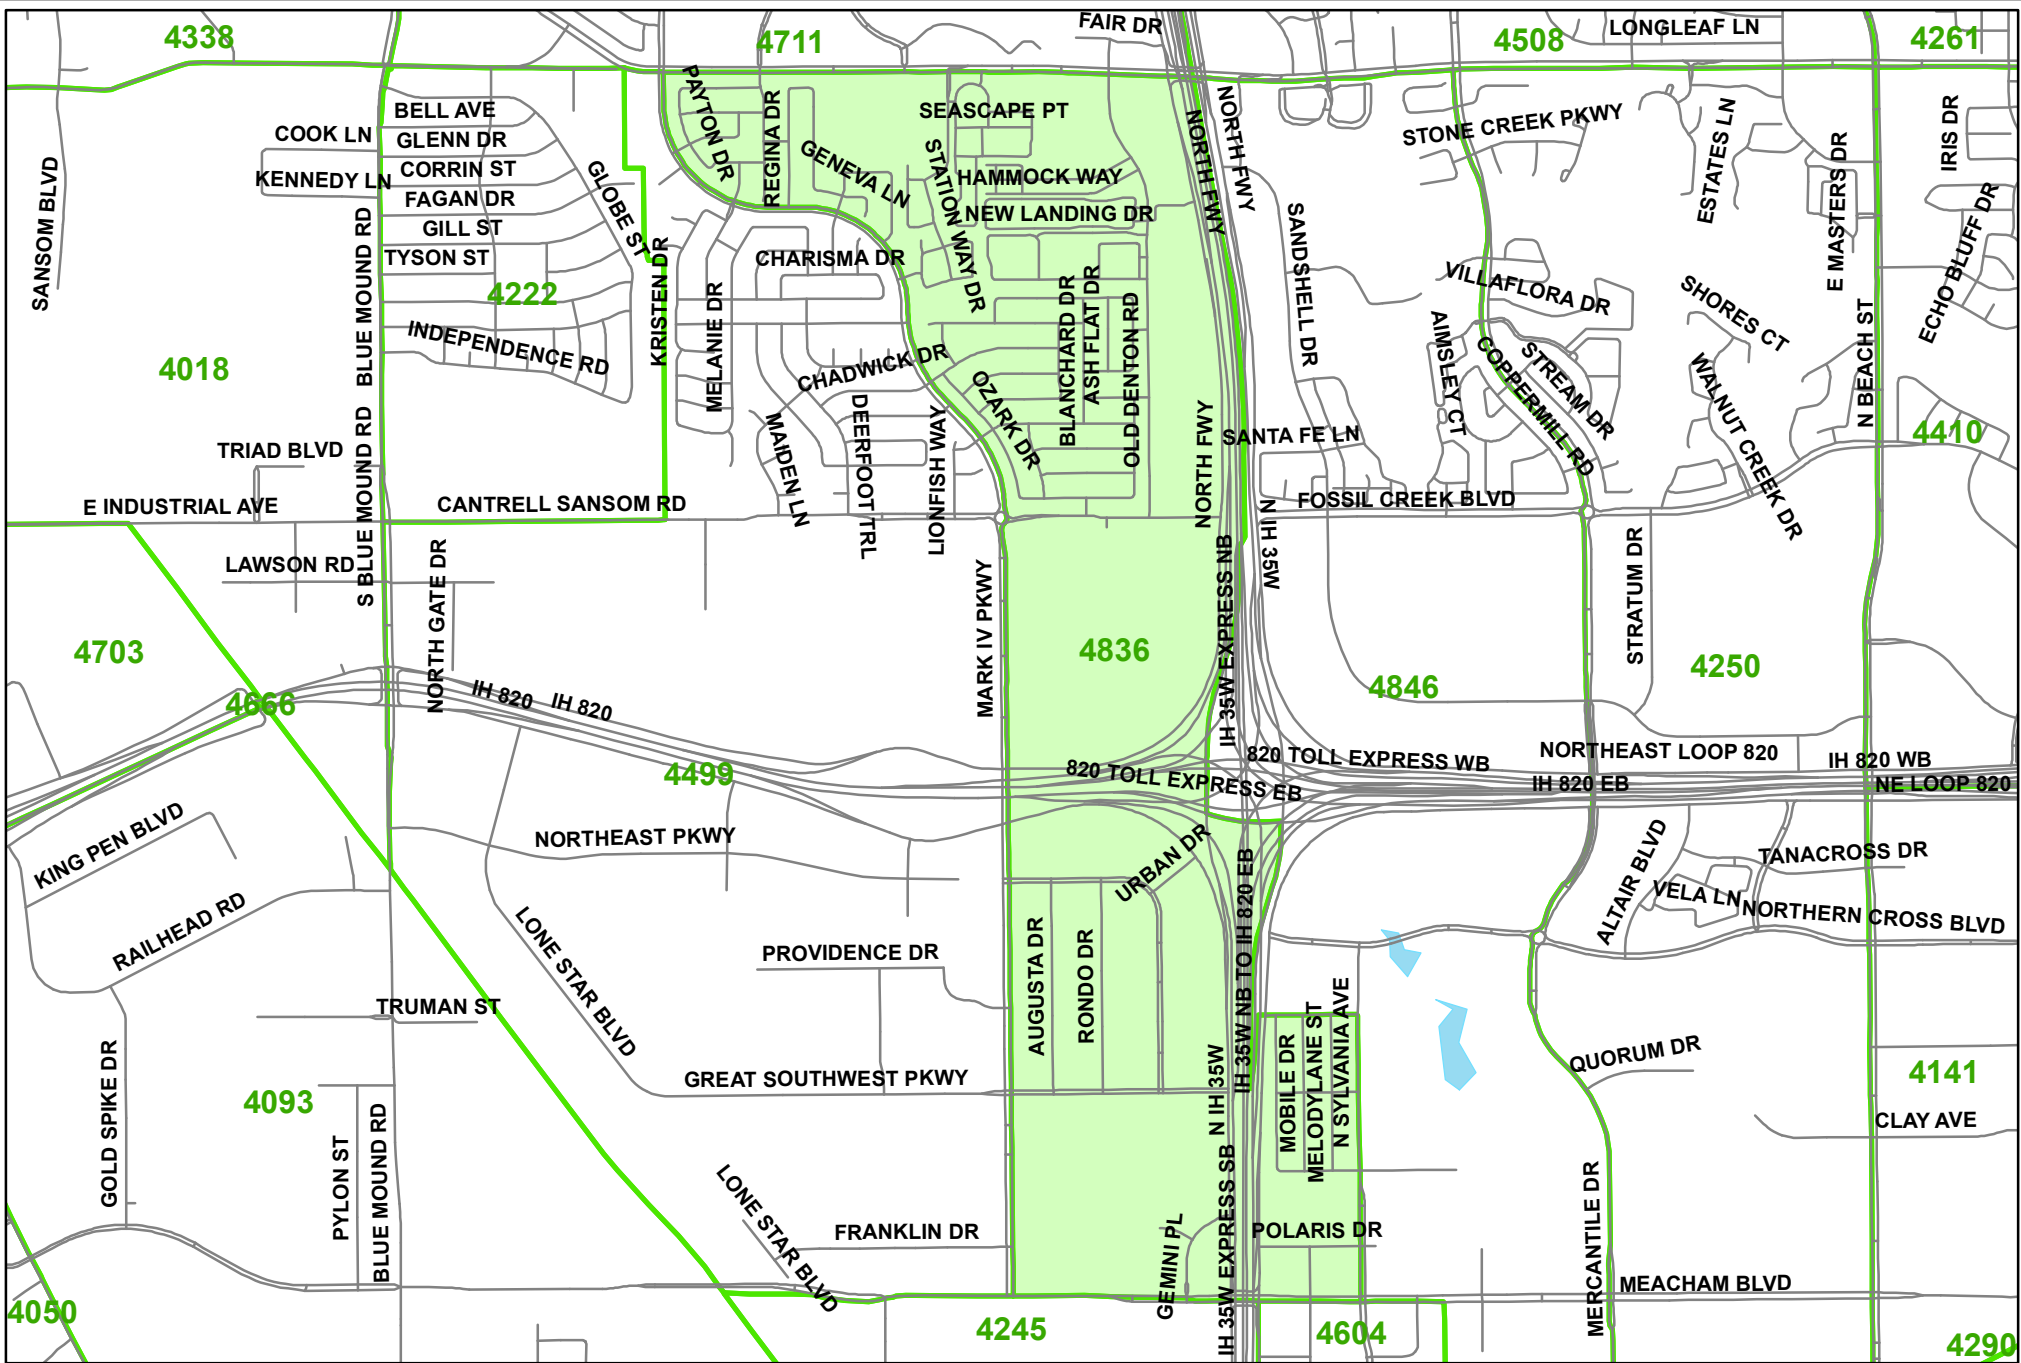 FAIR DR
LONGLEAF LN
4338
4711
4508
4261
BELL AVE
COOK LN
GLENN DR
CORRIN ST
KENNEDY LN
FAGAN DR
GILL ST
TYSON ST
4222
GLOBE ST
SANSOM BLVD
BLUE MOUND RD
INDEPENDENCE RD
4018
KRISTEN DR
MELANIE DR
PAYTON DR
REGINA DR
GENEVA LN
SEASCAPE PT
STATION WAY DR
HAMMOCK WAY
NEW LANDING DR
CHARISMA DR
CHADWICK DR
BLANCHARD DR
ASH FLAT DR
OLD DENTON RD
OZARK DR
MAIDEN LN
DEERFOOT TRL
LIONFISH WAY
NORTH FWY
NORTH FWY
NORTH FWY
SANDSHELL DR
STONE CREEK PKWY
ESTATES LN
E MASTERS DR
IRIS DR
ECHO BLUFF DR
VILLAFLORA DR
SHORES CT
AIMSLEY CT
COPPERMILL RD
STREAM DR
WALNUT CREEK DR
N BEACH ST
4410
SANTA FE LN
FOSSIL CREEK BLVD
TRIAD BLVD
E INDUSTRIAL AVE
S BLUE MOUND RD
CANTRELL SANSOM RD
LAWSON RD
NORTH GATE DR
4703
4666
IH 820
IH 820
4499
MARK IV PKWY
4836
IH 35W EXPRESS NB
N IH 35W
4846
STRATUM DR
4250
820 TOLL EXPRESS WB
820 TOLL EXPRESS EB
NORTHEAST LOOP 820
IH 820 WB
IH 820 EB
NE LOOP 820
KING PEN BLVD
NORTHEAST PKWY
URBAN DR
ALTAIR BLVD
TANACROSS DR
VELA LN
NORTHERN CROSS BLVD
RAILHEAD RD
LONE STAR BLVD
PROVIDENCE DR
AUGUSTA DR
RONDO DR
IH 35W NB TO IH 820 EB
TRUMAN ST
GOLD SPIKE DR
4093
GREAT SOUTHWEST PKWY
N IH 35W
MOBILE DR
MELODYLANE ST
N SYLVANIA AVE
QUORUM DR
4141
CLAY AVE
PYLON ST
BLUE MOUND RD
LONE STAR BLVD
FRANKLIN DR
GEMINI PL
IH 35W EXPRESS SB
POLARIS DR
MERCANTILE DR
MEACHAM BLVD
4050
4245
4604
4290